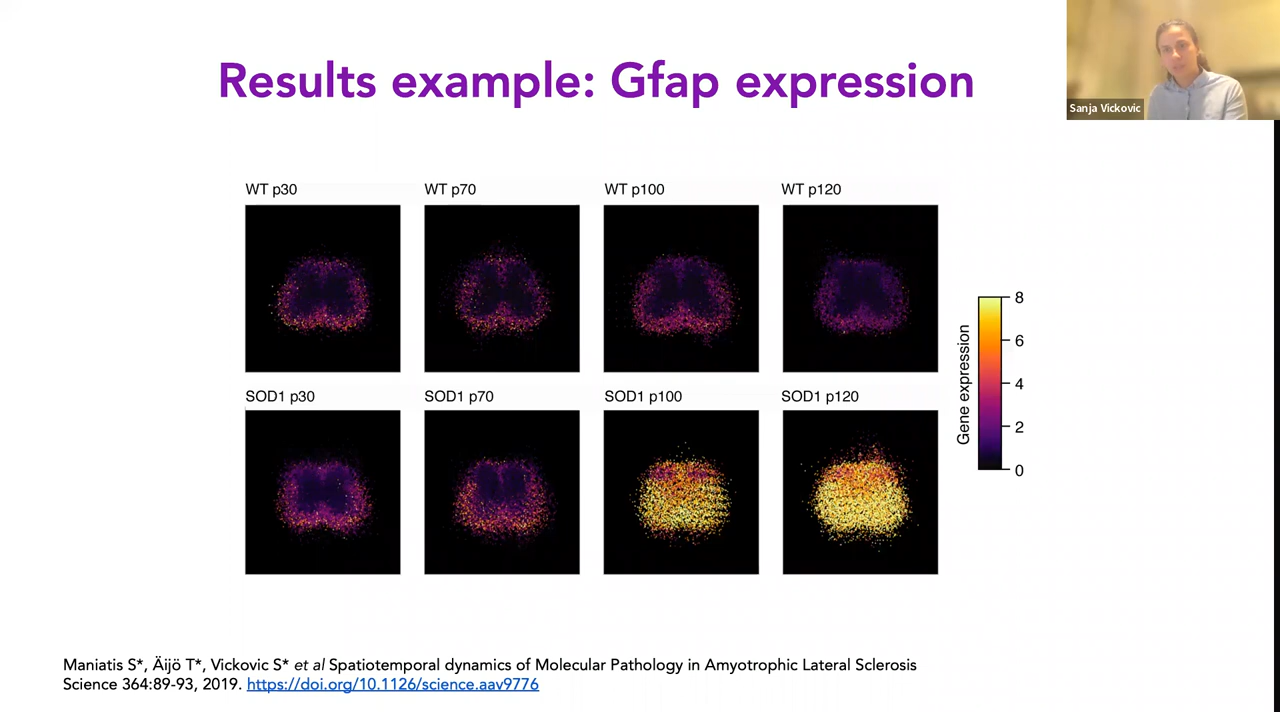 Results example: Gfap expression
Sanja Vickovic
WT p30
WT p70
WT p100
WT p120
SOD1 p30
SOD1 p70
SOD1 p100
SOD1 p120
Gene expression
8
6
4
2
0
Maniatis S*, Äijö T*, Vickovic S* et al Spatiotemporal dynamics of Molecular Pathology in Amyotrophic Lateral Sclerosis
Science 364:89-93, 2019. https://doi.org/10.1126/science.aav9776